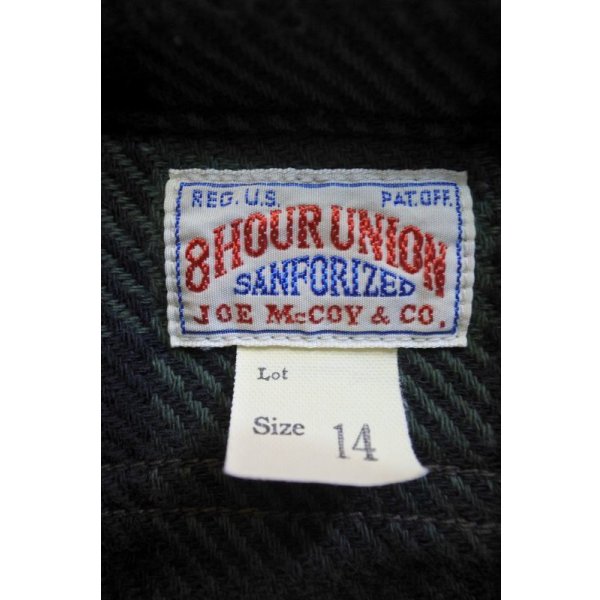 REG. U.S. PAT. OFF.
8 HOUR UNION
SANFORIZED
JOE McCOY & CO.
Lot
Size 14